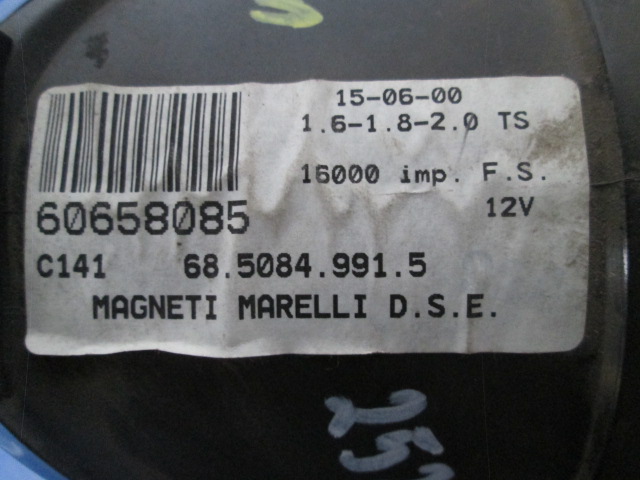 15-06-00
1.6-1.8-2.0 TS
16000 imp. F.S.
60658085
12V
C141 68.5084.991.5
MAGNETI MARELLI D.S.E.